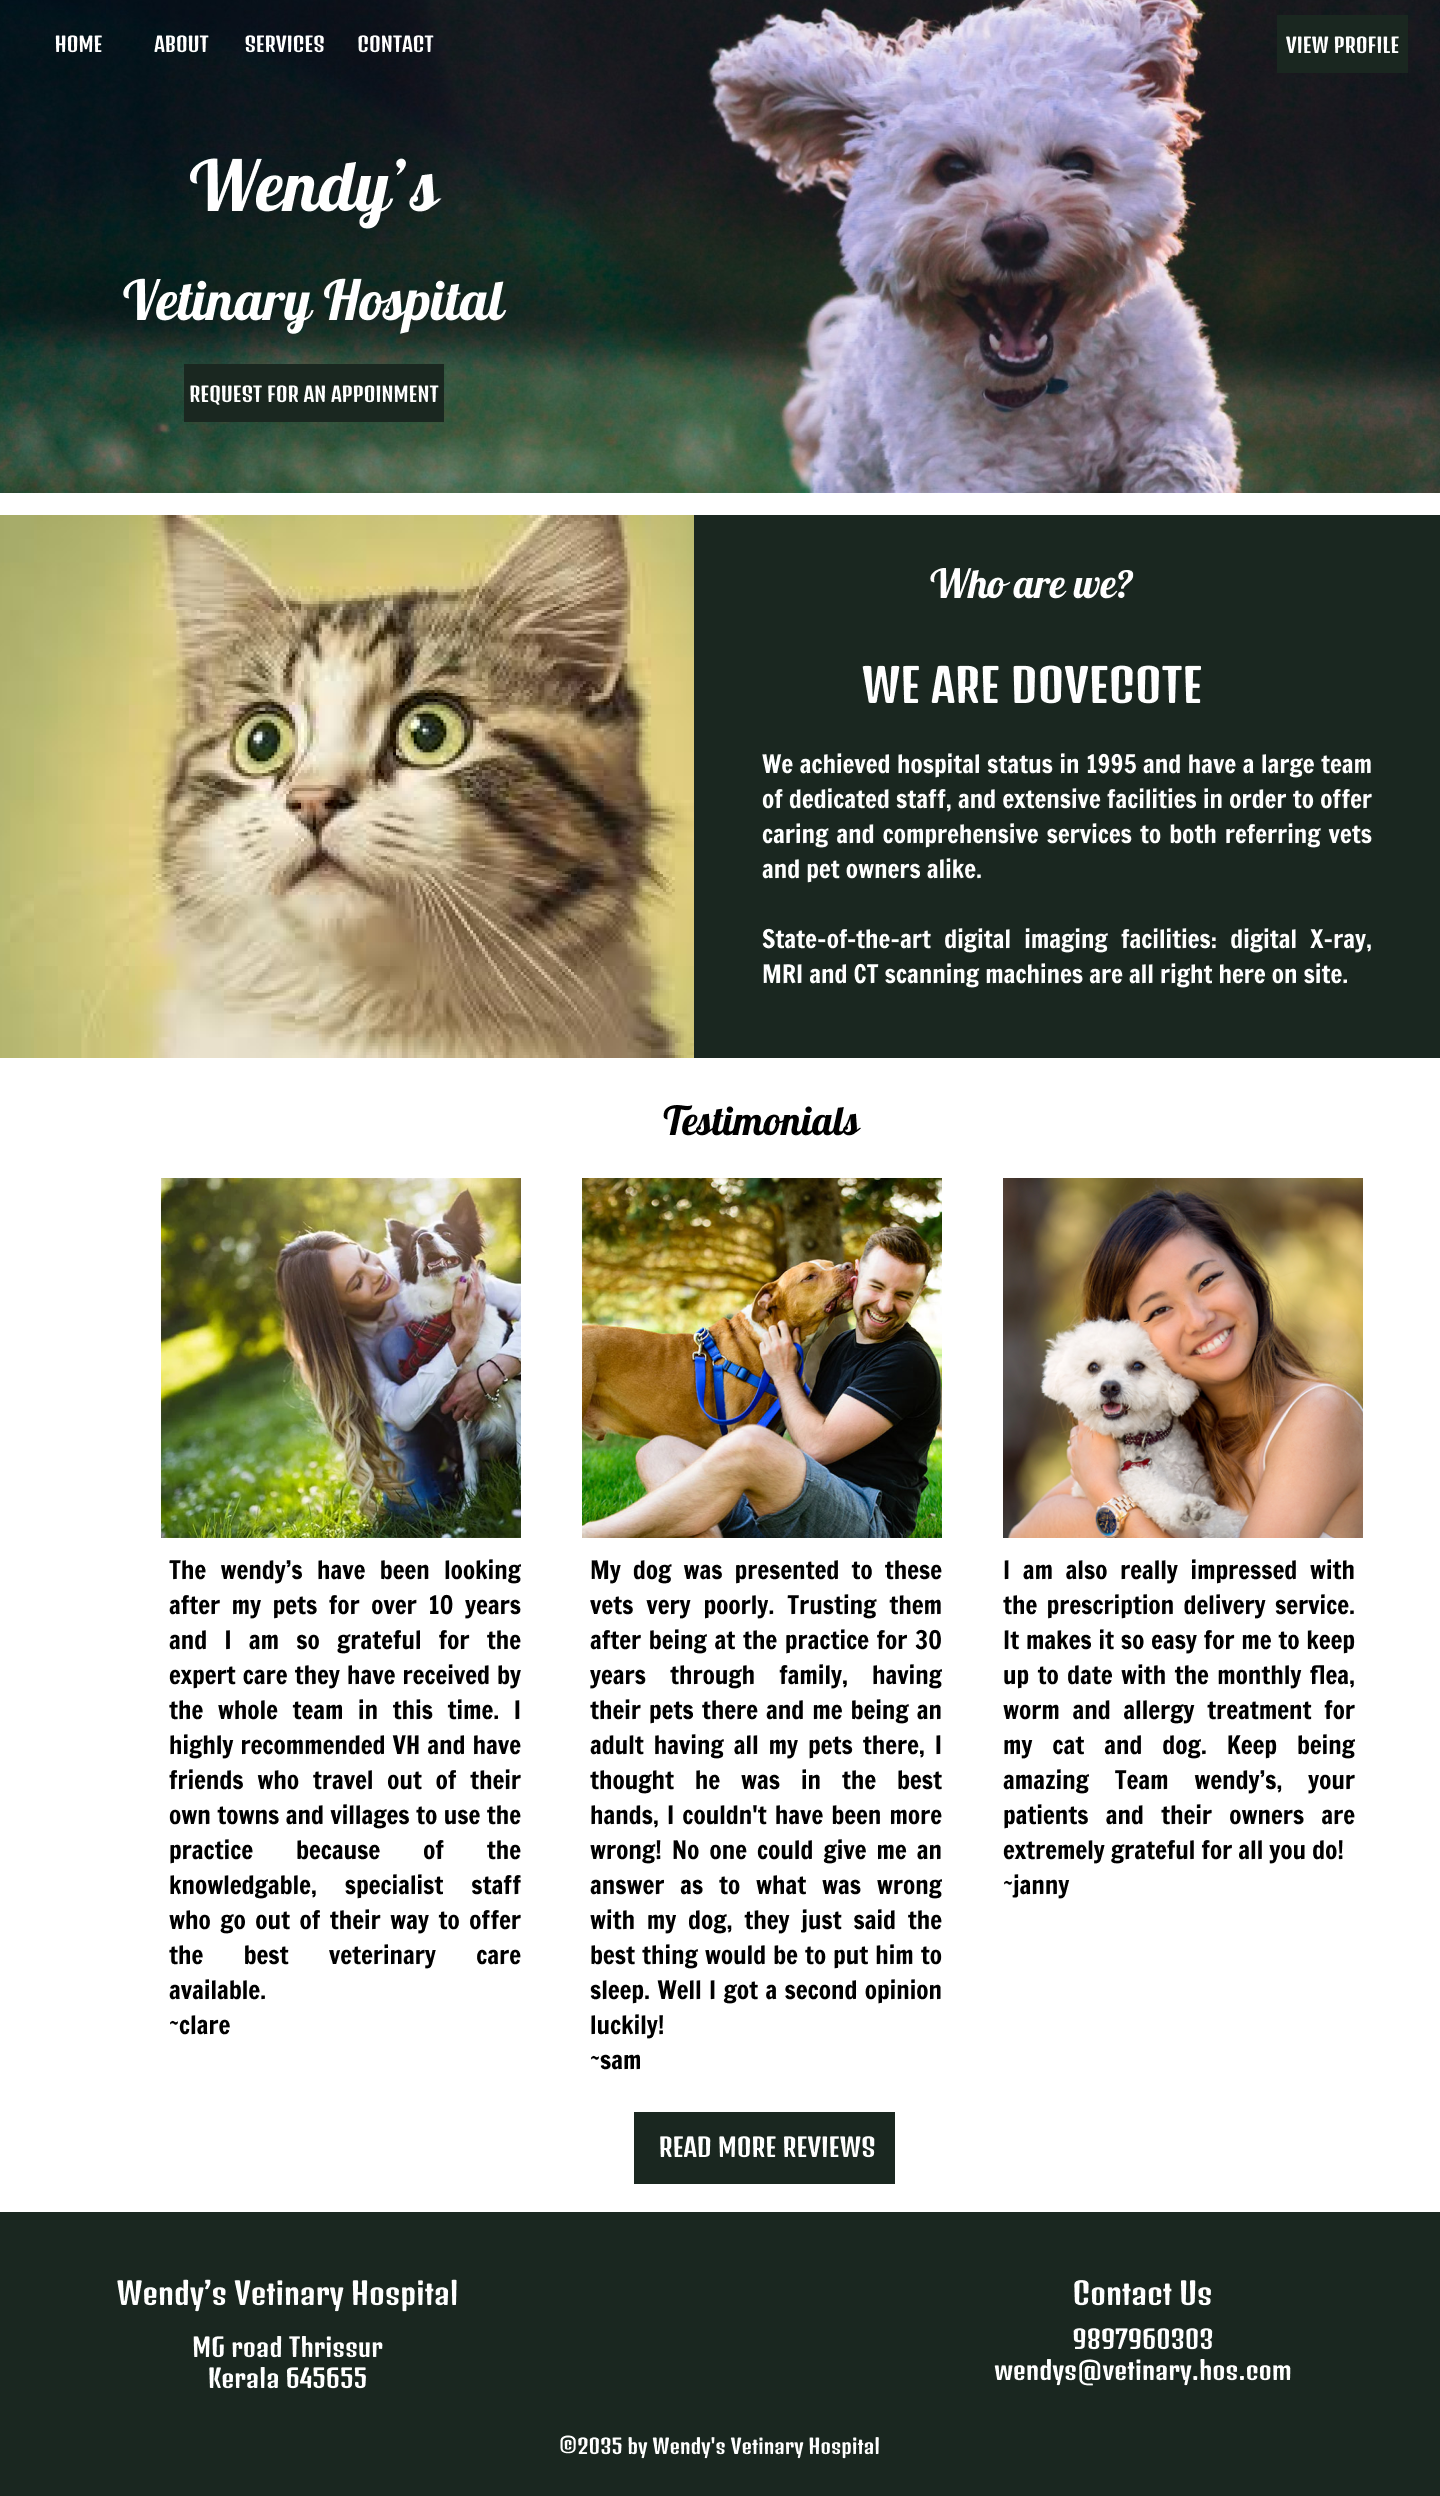 HOME ABOUT SERVICES CONTACT VIEW PROFILE
Wendy’s
Vetinary Hospital
REQUEST FOR AN APPOINMENT
Who are we?
WE ARE DOVECOTE
We achieved hospital status in 1995 and have a large team
of dedicated staff, and extensive facilities in order to offer
caring and comprehensive services to both referring vets
and pet owners alike.
State-of-the-art digital imaging facilities: digital X-ray,
MRI and CT scanning machines are all right here on site.
Testimonials
The wendy’s have been looking
after my pets for over 10 years
and I am so grateful for the
expert care they have received by
the whole team in this time. I
highly recommended VH and have
friends who travel out of their
own towns and villages to use the
practice because of the
knowledgable, specialist staff
who go out of their way to offer
the best veterinary care
available.
~clare
My dog was presented to these
vets very poorly. Trusting them
after being at the practice for 30
years through family, having
their pets there and me being an
adult having all my pets there, I
thought he was in the best
hands, I couldn't have been more
wrong! No one could give me an
answer as to what was wrong
with my dog, they just said the
best thing would be to put him to
sleep. Well I got a second opinion
luckily!
~sam
I am also really impressed with
the prescription delivery service.
It makes it so easy for me to keep
up to date with the monthly flea,
worm and allergy treatment for
my cat and dog. Keep being
amazing Team wendy’s, your
patients and their owners are
extremely grateful for all you do!
~janny
READ MORE REVIEWS
Wendy’s Vetinary Hospital
MG road Thrissur
Kerala 645655
Contact Us
9897960303
wendys@vetinary.hos.com
©2035 by Wendy's Vetinary Hospital